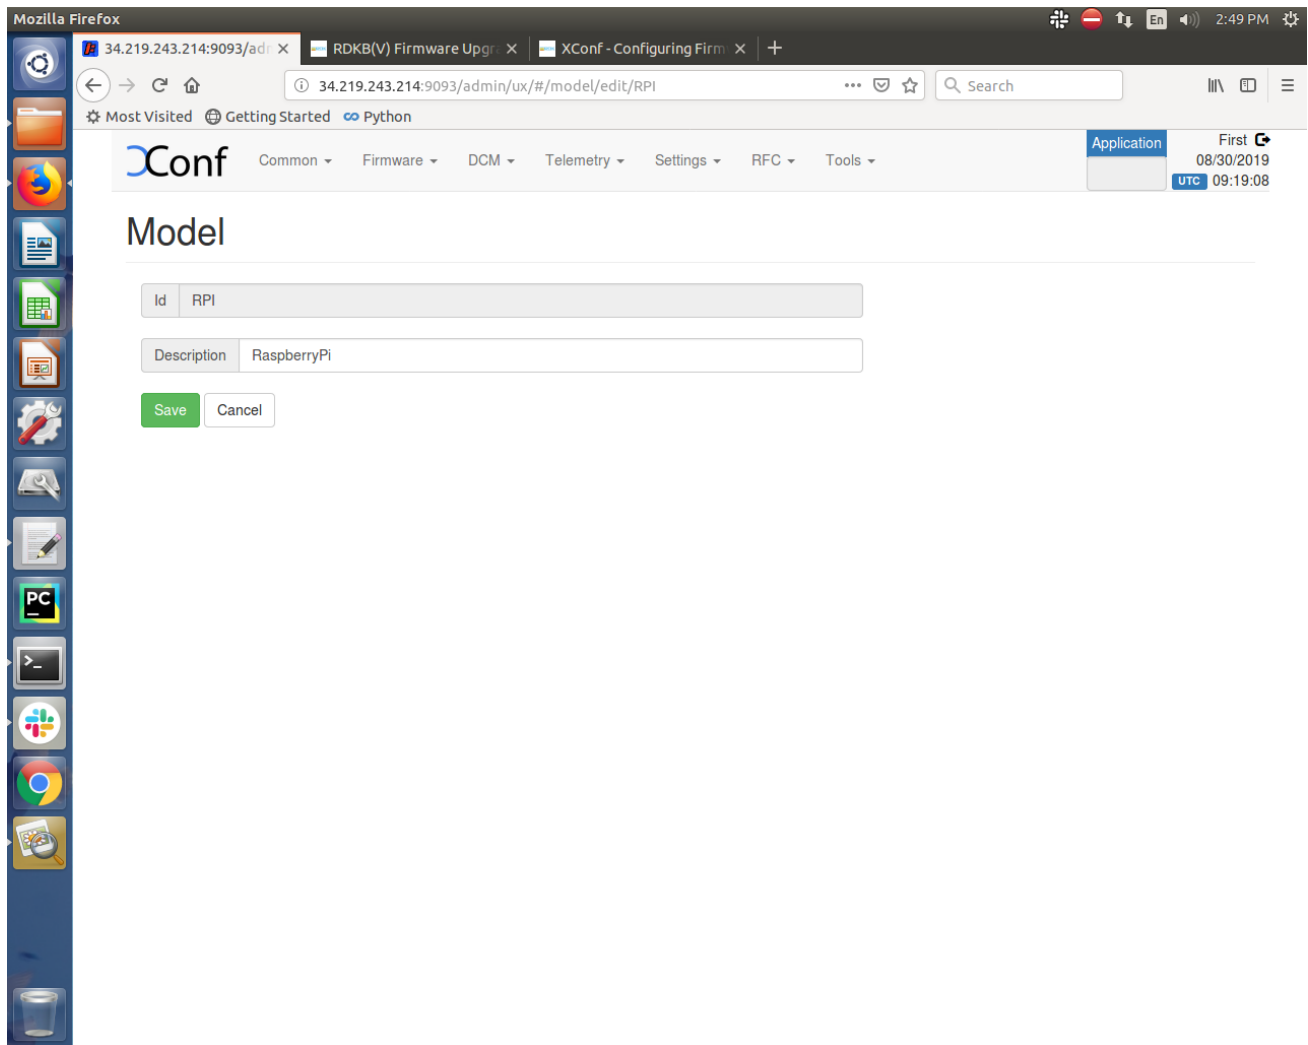 Mozilla Firefox
En
2:49 PM
34.219.243.214:9093/adm
RDKB(V) Firmware Upgr
XConf - Configuring Firm
34.219.243.214:9093/admin/ux/#/model/edit/RPI
Search
Most Visited
Getting Started
Python
XConf
Common
Firmware
DCM
Telemetry
Settings
RFC
Tools
Application
First
08/30/2019
UTC 09:19:08
Model
Id RPI
Description RaspberryPi
Save Cancel
PC